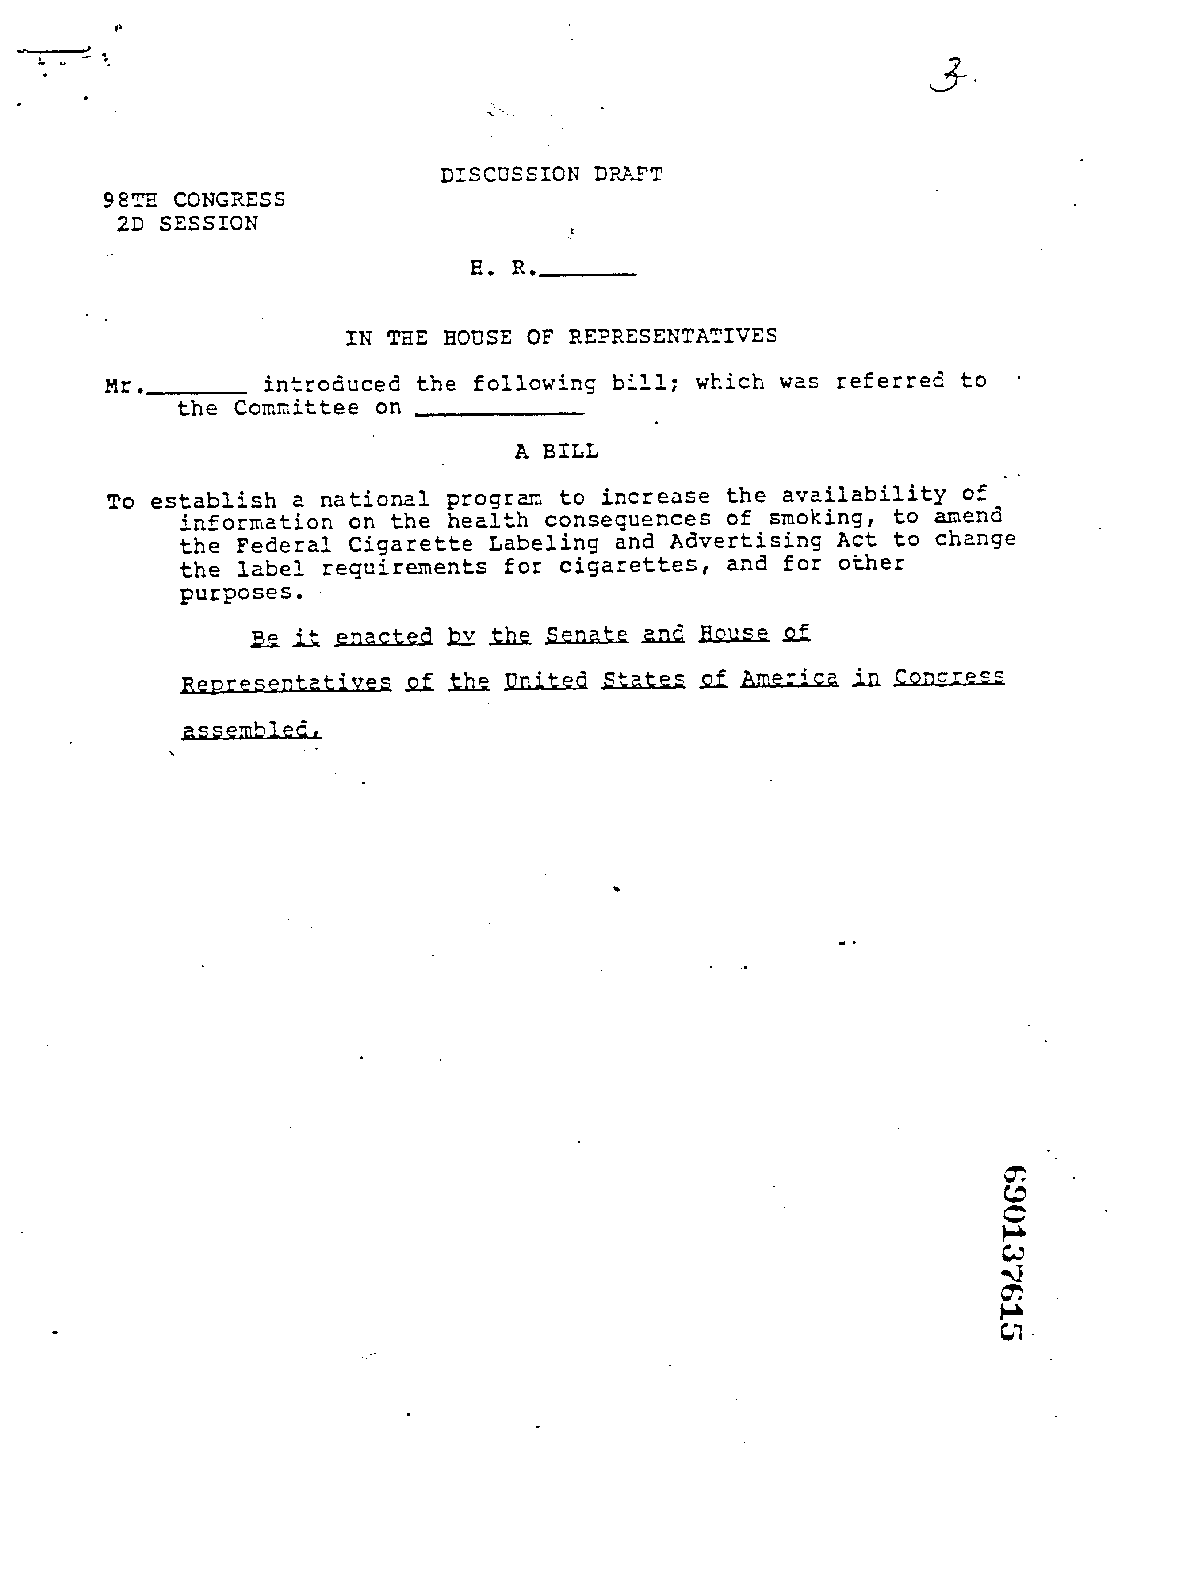 3.
DISCUSSION DRAFT
98TH CONGRESS
2D SESSION
H. R.______
IN THE HOUSE OF REPRESENTATIVES
Mr._______ introduced the following bill; which was referred to
the Committee on ____________
A BILL
To establish a national program to increase the availability of
information on the health consequences of smoking, to amend
the Federal Cigarette Labeling and Advertising Act to change
the label requirements for cigarettes, and for other
purposes.
Be it enacted by the Senate and House of
Representatives of the United States of America in Congress
assembled,
690137615